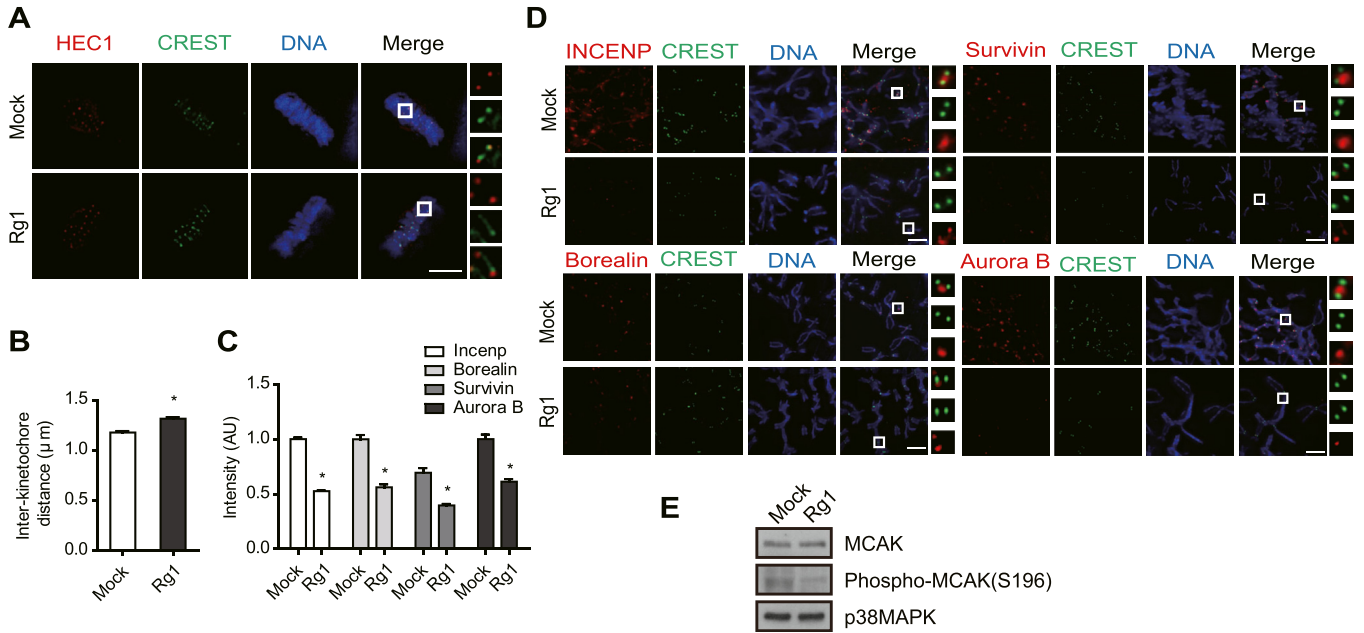 A
HEC1 CREST DNA Merge
Mock
Rg1
B
Inter-kinetochore
distance (μm)
1.5
1.0
0.5
0.0
*
Mock Rg1
C
Incenp
Borealin
Survivin
Aurora B
Intensity (AU)
1.5
1.0
0.5
0.0
* * * *
Mock Rg1 Mock Rg1 Mock Rg1 Mock Rg1
D
INCENP CREST DNA Merge Survivin CREST DNA Merge
Mock
Rg1
Borealin CREST DNA Merge Aurora B CREST DNA Merge
Mock
Rg1
E
Mock Rg1
MCAK
Phospho-MCAK(S196)
p38MAPK